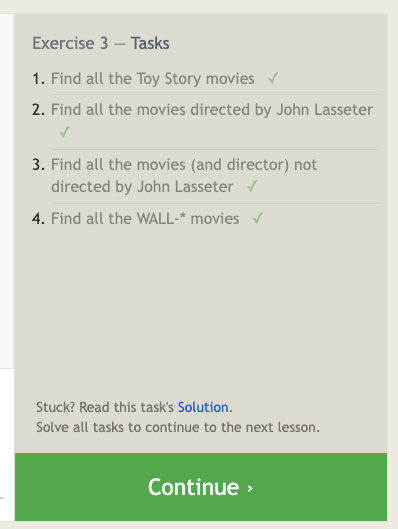 Exercise 3 — Tasks
1. Find all the Toy Story movies ✓
2. Find all the movies directed by John Lasseter
✓
3. Find all the movies (and director) not
directed by John Lasseter ✓
4. Find all the WALL-* movies ✓
Stuck? Read this task's Solution.
Solve all tasks to continue to the next lesson.
Continue ›